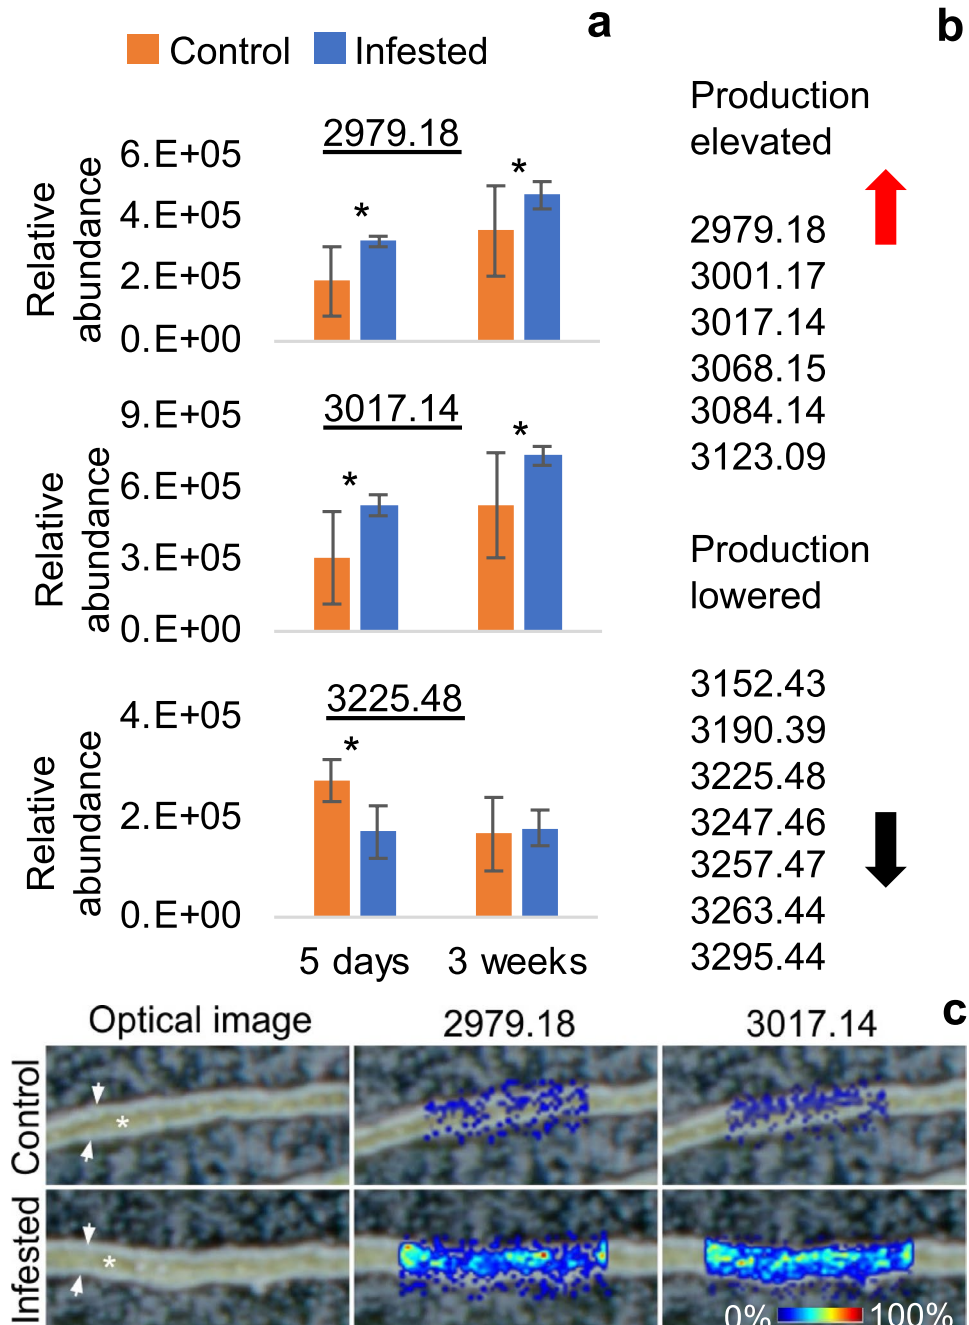 a
b
Control
Infested
2979.18
Relative
abundance
6.E+05
4.E+05
2.E+05
0.E+00
*
*
3017.14
Relative
abundance
9.E+05
6.E+05
3.E+05
0.E+00
*
*
3225.48
Relative
abundance
4.E+05
2.E+05
0.E+00
*
5 days
3 weeks
Production
elevated
2979.18
3001.17
3017.14
3068.15
3084.14
3123.09
Production
lowered
3152.43
3190.39
3225.48
3247.46
3257.47
3263.44
3295.44
c
Optical image
2979.18
3017.14
Control
*
Infested
*
0%
100%